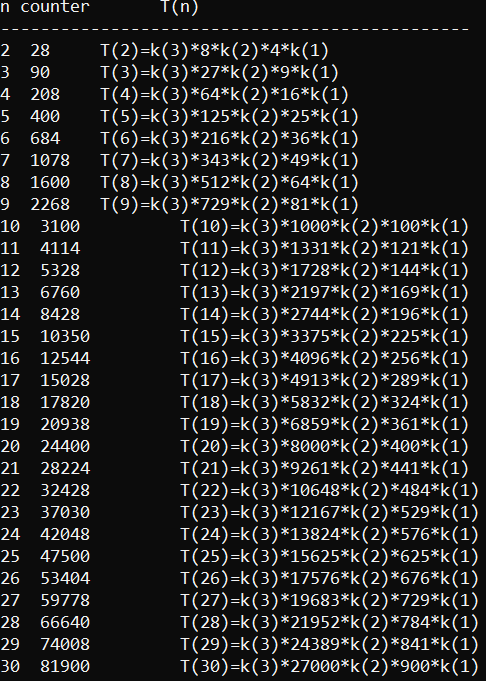 n counter T(n)
--------------------------------------------
2 28 T(2)=k(3)*8*k(2)*4*k(1)
3 90 T(3)=k(3)*27*k(2)*9*k(1)
4 208 T(4)=k(3)*64*k(2)*16*k(1)
5 400 T(5)=k(3)*125*k(2)*25*k(1)
6 684 T(6)=k(3)*216*k(2)*36*k(1)
7 1078 T(7)=k(3)*343*k(2)*49*k(1)
8 1600 T(8)=k(3)*512*k(2)*64*k(1)
9 2268 T(9)=k(3)*729*k(2)*81*k(1)
10 3100 T(10)=k(3)*1000*k(2)*100*k(1)
11 4114 T(11)=k(3)*1331*k(2)*121*k(1)
12 5328 T(12)=k(3)*1728*k(2)*144*k(1)
13 6760 T(13)=k(3)*2197*k(2)*169*k(1)
14 8428 T(14)=k(3)*2744*k(2)*196*k(1)
15 10350 T(15)=k(3)*3375*k(2)*225*k(1)
16 12544 T(16)=k(3)*4096*k(2)*256*k(1)
17 15028 T(17)=k(3)*4913*k(2)*289*k(1)
18 17820 T(18)=k(3)*5832*k(2)*324*k(1)
19 20938 T(19)=k(3)*6859*k(2)*361*k(1)
20 24400 T(20)=k(3)*8000*k(2)*400*k(1)
21 28224 T(21)=k(3)*9261*k(2)*441*k(1)
22 32428 T(22)=k(3)*10648*k(2)*484*k(1)
23 37030 T(23)=k(3)*12167*k(2)*529*k(1)
24 42048 T(24)=k(3)*13824*k(2)*576*k(1)
25 47500 T(25)=k(3)*15625*k(2)*625*k(1)
26 53404 T(26)=k(3)*17576*k(2)*676*k(1)
27 59778 T(27)=k(3)*19683*k(2)*729*k(1)
28 66640 T(28)=k(3)*21952*k(2)*784*k(1)
29 74008 T(29)=k(3)*24389*k(2)*841*k(1)
30 81900 T(30)=k(3)*27000*k(2)*900*k(1)